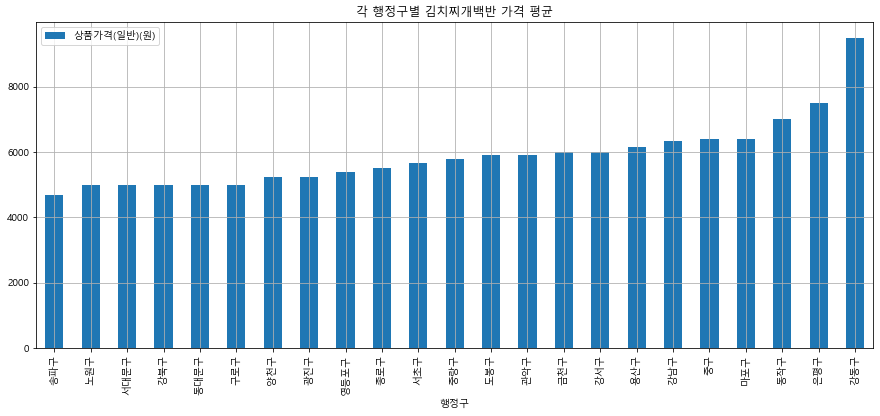 각 행정구별 김치찌개백반 가격 평균
상품가격(일반)(원)
8000
6000
4000
2000
0
송파구
노원구
서대문구
강북구
동대문구
구로구
양천구
광진구
영등포구
종로구
서초구
중랑구
도봉구
관악구
금천구
강서구
용산구
강남구
중구
마포구
동작구
은평구
강동구
행정구